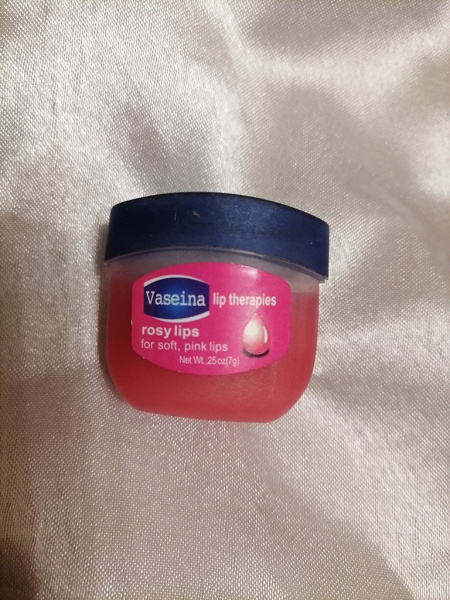 Vaseina lip therapies
rosy lips
for soft, pink lips
Net Wt. .25 oz(7g)